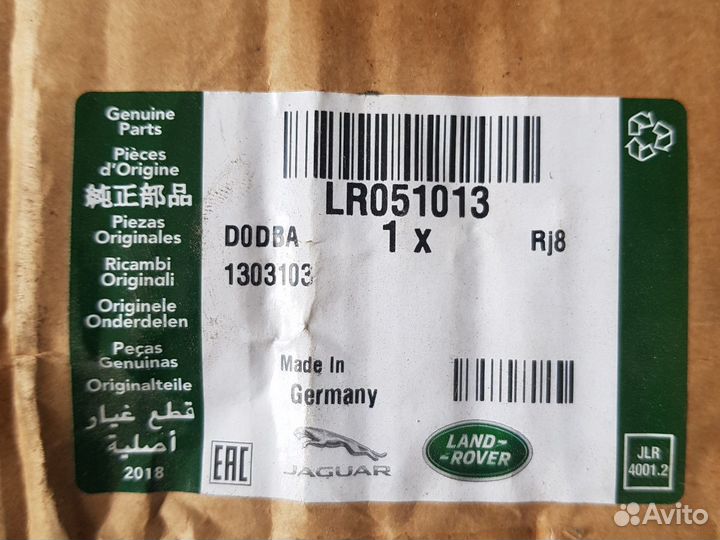 Genuine
Parts
Pièces
d'Origine
純正部品
Piezas
Originales
Ricambi
Originali
Originele
Onderdelen
Peças
Genuinas
Originalteile
قطع غيار
أصلية
2018
LR051013
D0DBA
1 x
Rj8
1303103
Made In
Germany
EAC
JAGUAR
LAND-
-ROVER
JLR
4001.2
Avito